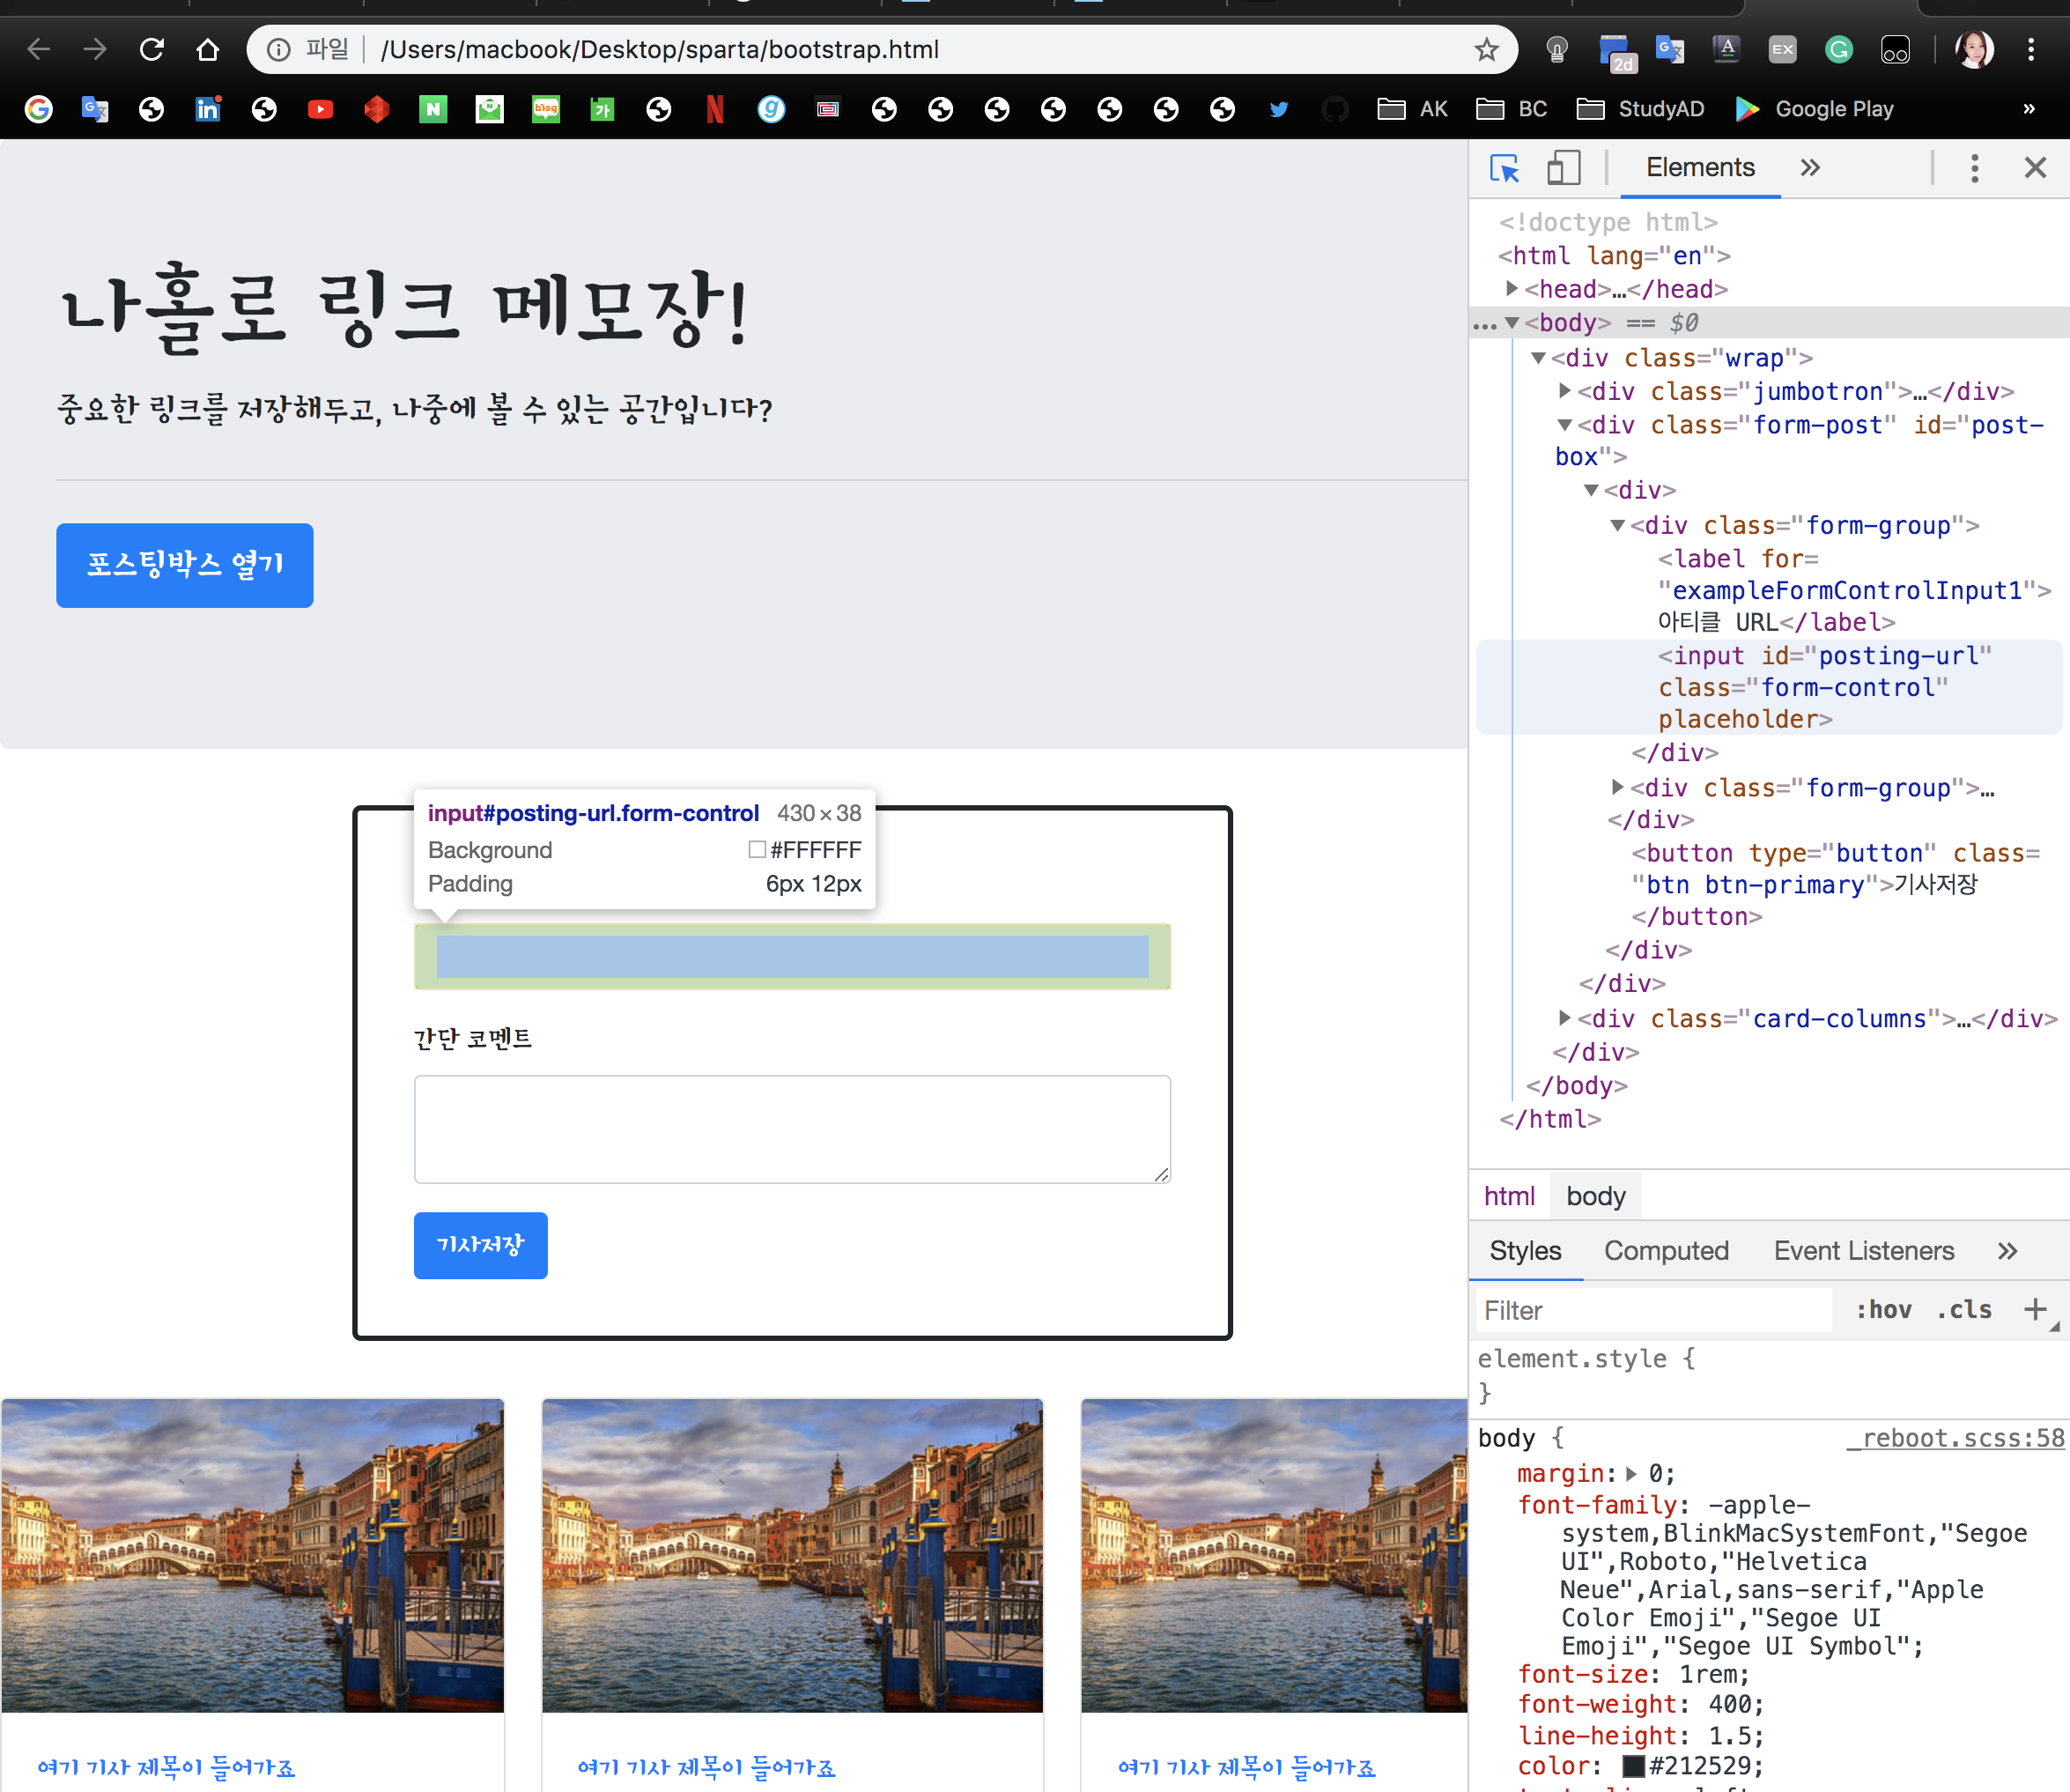 파일 /Users/macbook/Desktop/sparta/bootstrap.html
2d
EX
N
blog
가
AK BC StudyAD Google Play »
나홀로 링크 메모장!
중요한 링크를 저장해두고, 나중에 볼 수 있는 공간입니다?
포스팅박스 열기
input#posting-url.form-control 430 × 38
Background #FFFFFF
Padding 6px 12px
간단 코멘트
기사저장
여기 기사 제목이 들어가죠
여기 기사 제목이 들어가죠
여기 기사 제목이 들어가죠
Elements »
<!doctype html>
<html lang="en">
<head>…</head>
<body> == $0
<div class="wrap">
<div class="jumbotron">…</div>
<div class="form-post" id="post-
box">
<div>
<div class="form-group">
<label for=
"exampleFormControlInput1">
아티클 URL</label>
<input id="posting-url"
class="form-control"
placeholder>
</div>
<div class="form-group">…
</div>
<button type="button" class=
"btn btn-primary">기사저장
</button>
</div>
</div>
<div class="card-columns">…</div>
</div>
</body>
</html>
html body
Styles Computed Event Listeners »
Filter :hov .cls +
element.style {
}
body { _reboot.scss:58
margin: 0;
font-family: -apple-
system,BlinkMacSystemFont,"Segoe
UI",Roboto,"Helvetica
Neue",Arial,sans-serif,"Apple
Color Emoji","Segoe UI
Emoji","Segoe UI Symbol";
font-size: 1rem;
font-weight: 400;
line-height: 1.5;
color: #212529;